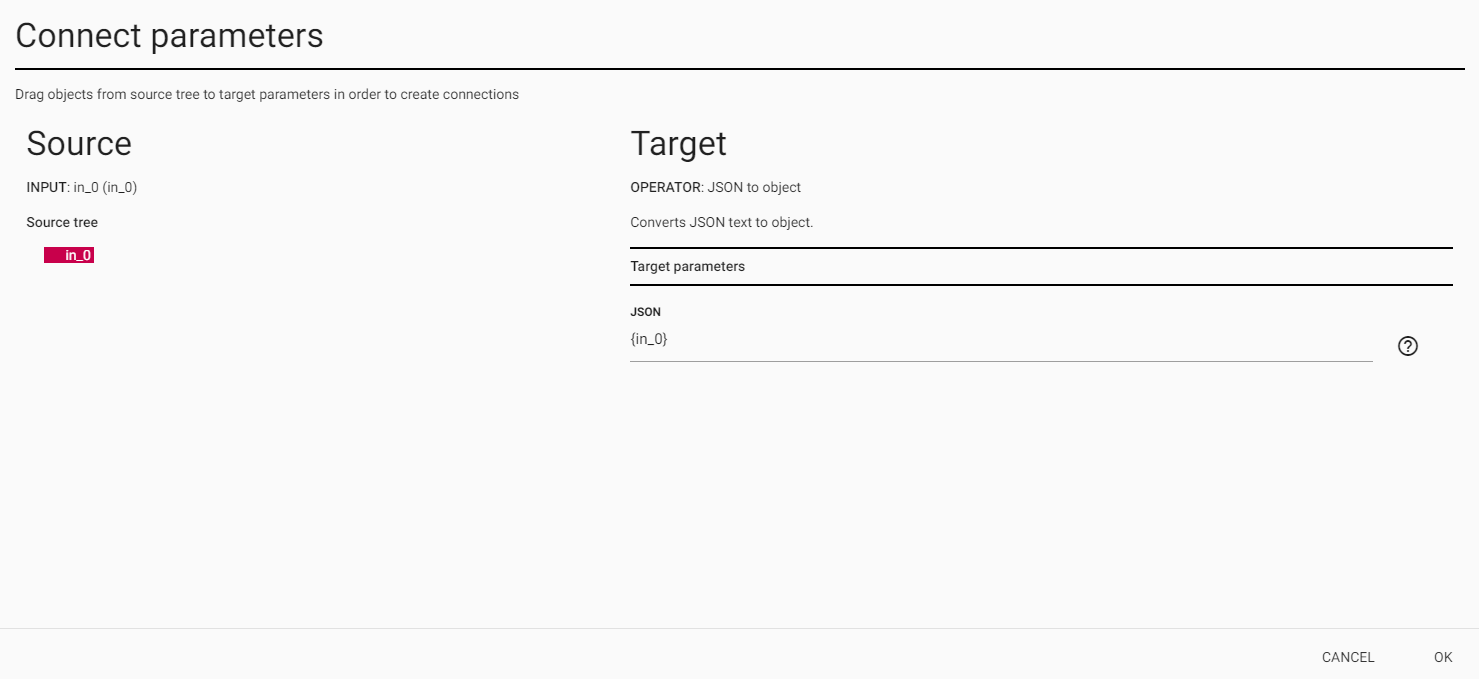 Connect parameters
Drag objects from source tree to target parameters in order to create connections
Source
INPUT: in_0 (in_0)
Source tree
in_0
Target
OPERATOR: JSON to object
Converts JSON text to object.
Target parameters
JSON
{in_0}
?
CANCEL
OK